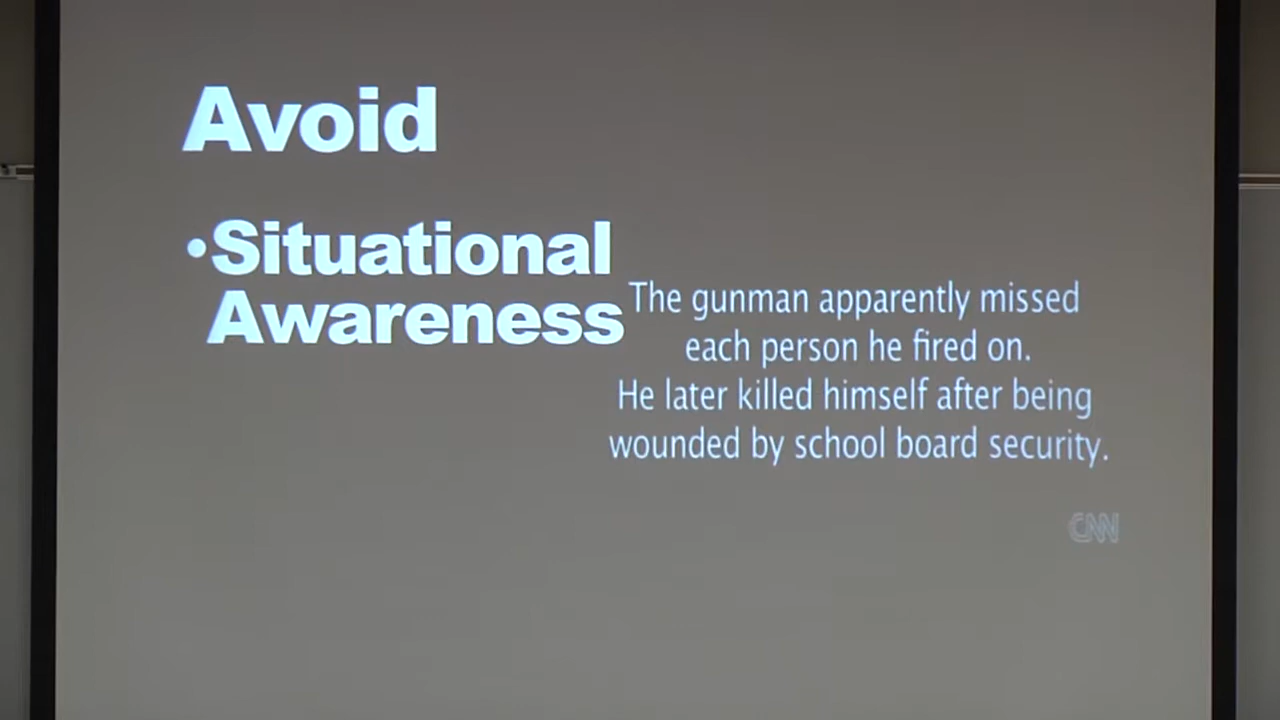 Avoid
•Situational
Awareness
The gunman apparently missed
each person he fired on.
He later killed himself after being
wounded by school board security.
CNN